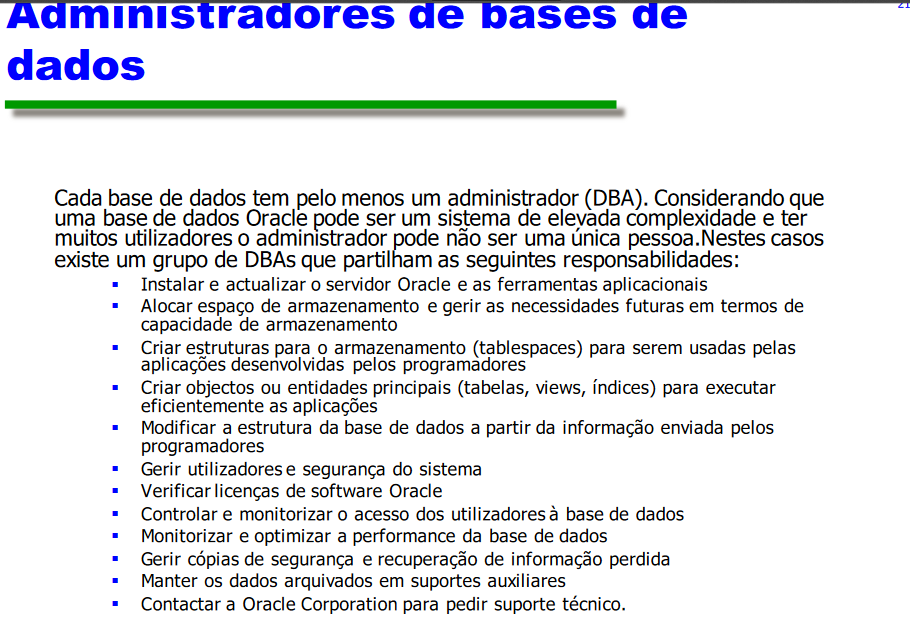 21
Administradores de bases de
dados
Cada base de dados tem pelo menos um administrador (DBA). Considerando que
uma base de dados Oracle pode ser um sistema de elevada complexidade e ter
muitos utilizadores o administrador pode não ser uma única pessoa.Nestes casos
existe um grupo de DBAs que partilham as seguintes responsabilidades:
▪ Instalar e actualizar o servidor Oracle e as ferramentas aplicacionais
▪ Alocar espaço de armazenamento e gerir as necessidades futuras em termos de
capacidade de armazenamento
▪ Criar estruturas para o armazenamento (tablespaces) para serem usadas pelas
aplicações desenvolvidas pelos programadores
▪ Criar objectos ou entidades principais (tabelas, views, índices) para executar
eficientemente as aplicações
▪ Modificar a estrutura da base de dados a partir da informação enviada pelos
programadores
▪ Gerir utilizadores e segurança do sistema
▪ Verificar licenças de software Oracle
▪ Controlar e monitorizar o acesso dos utilizadores à base de dados
▪ Monitorizar e optimizar a performance da base de dados
▪ Gerir cópias de segurança e recuperação de informação perdida
▪ Manter os dados arquivados em suportes auxiliares
▪ Contactar a Oracle Corporation para pedir suporte técnico.